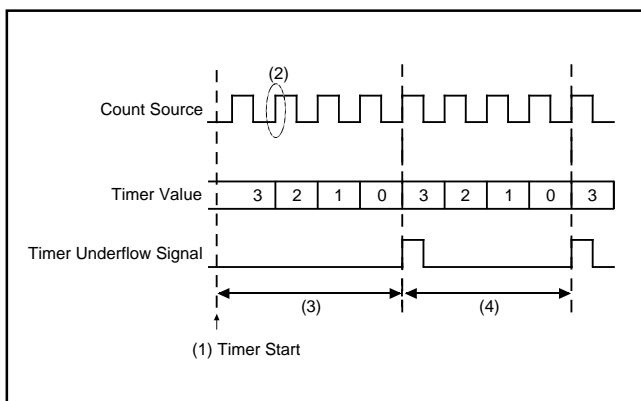 (2)
Count Source
Timer Value 3 2 1 0 3 2 1 0 3
Timer Underflow Signal
(3) (4)
(1) Timer Start